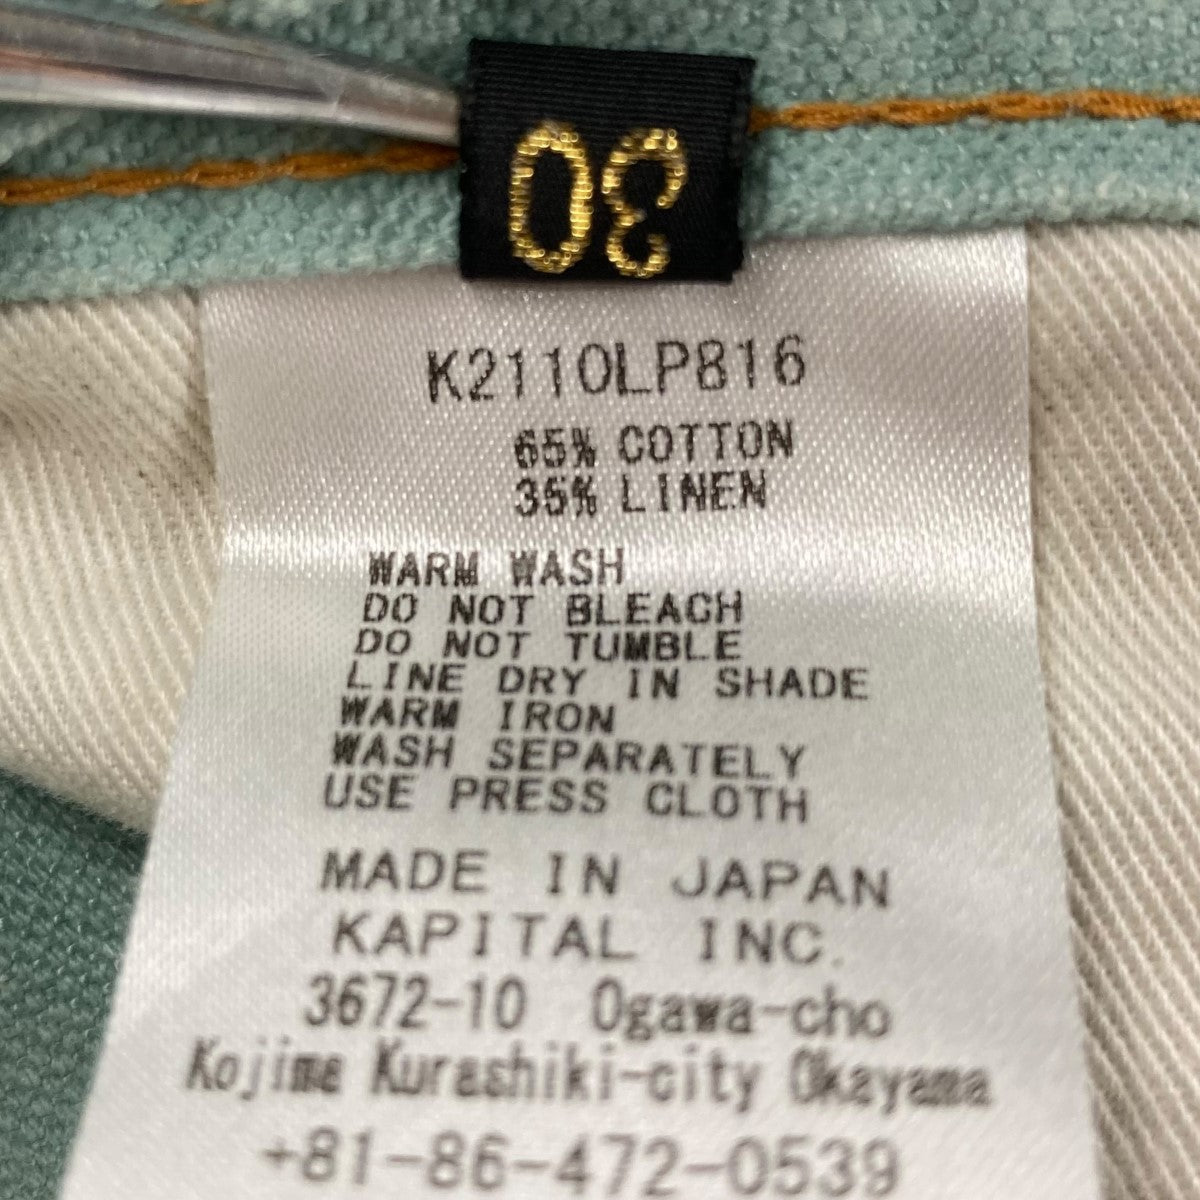 30
K2110LP816
65% COTTON
35% LINEN
WARM WASH
DO NOT BLEACH
DO NOT TUMBLE
LINE DRY IN SHADE
WARM IRON
WASH SEPARATELY
USE PRESS CLOTH
MADE IN JAPAN
KAPITAL INC.
3672-10 Ogawa-cho
Kojima Kurashiki-city Okayama
+81-86-472-0539